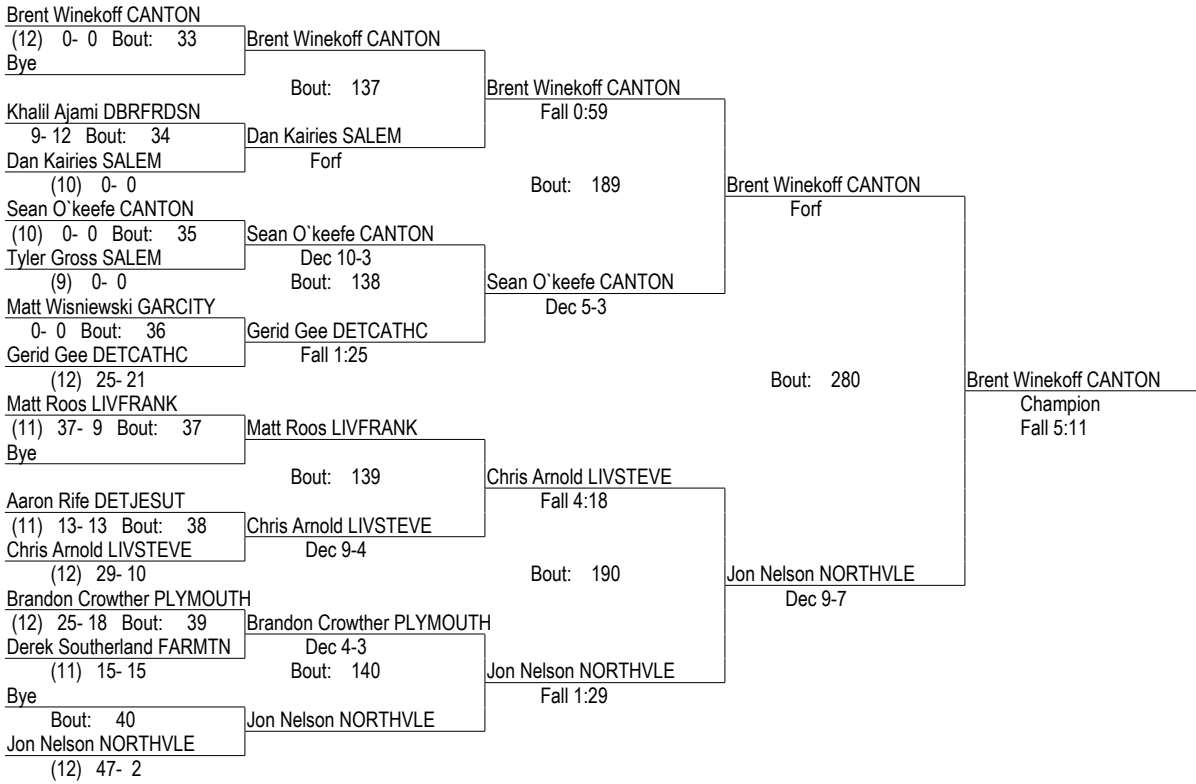 Brent Winekoff CANTON
(12) 0- 0 Bout: 33
Brent Winekoff CANTON
Bye
Bout: 137
Brent Winekoff CANTON
Khalil Ajami DBRFRDSN
Fall 0:59
9- 12 Bout: 34
Dan Kairies SALEM
Dan Kairies SALEM
Forf
(10) 0- 0
Bout: 189
Brent Winekoff CANTON
Sean O`keefe CANTON
Forf
(10) 0- 0 Bout: 35
Sean O`keefe CANTON
Tyler Gross SALEM
Dec 10-3
(9) 0- 0
Bout: 138
Sean O`keefe CANTON
Matt Wisniewski GARCITY
Dec 5-3
0- 0 Bout: 36
Gerid Gee DETCATHC
Gerid Gee DETCATHC
Fall 1:25
(12) 25- 21
Bout: 280
Brent Winekoff CANTON
Matt Roos LIVFRANK
Champion
(11) 37- 9 Bout: 37
Matt Roos LIVFRANK
Fall 5:11
Bye
Bout: 139
Chris Arnold LIVSTEVE
Aaron Rife DETJESUT
Fall 4:18
(11) 13- 13 Bout: 38
Chris Arnold LIVSTEVE
Chris Arnold LIVSTEVE
Dec 9-4
(12) 29- 10
Bout: 190
Jon Nelson NORTHVLE
Brandon Crowther PLYMOUTH
Dec 9-7
(12) 25- 18 Bout: 39
Brandon Crowther PLYMOUTH
Derek Southerland FARMTN
Dec 4-3
(11) 15- 15
Bout: 140
Jon Nelson NORTHVLE
Bye
Fall 1:29
Bout: 40
Jon Nelson NORTHVLE
Jon Nelson NORTHVLE
(12) 47- 2